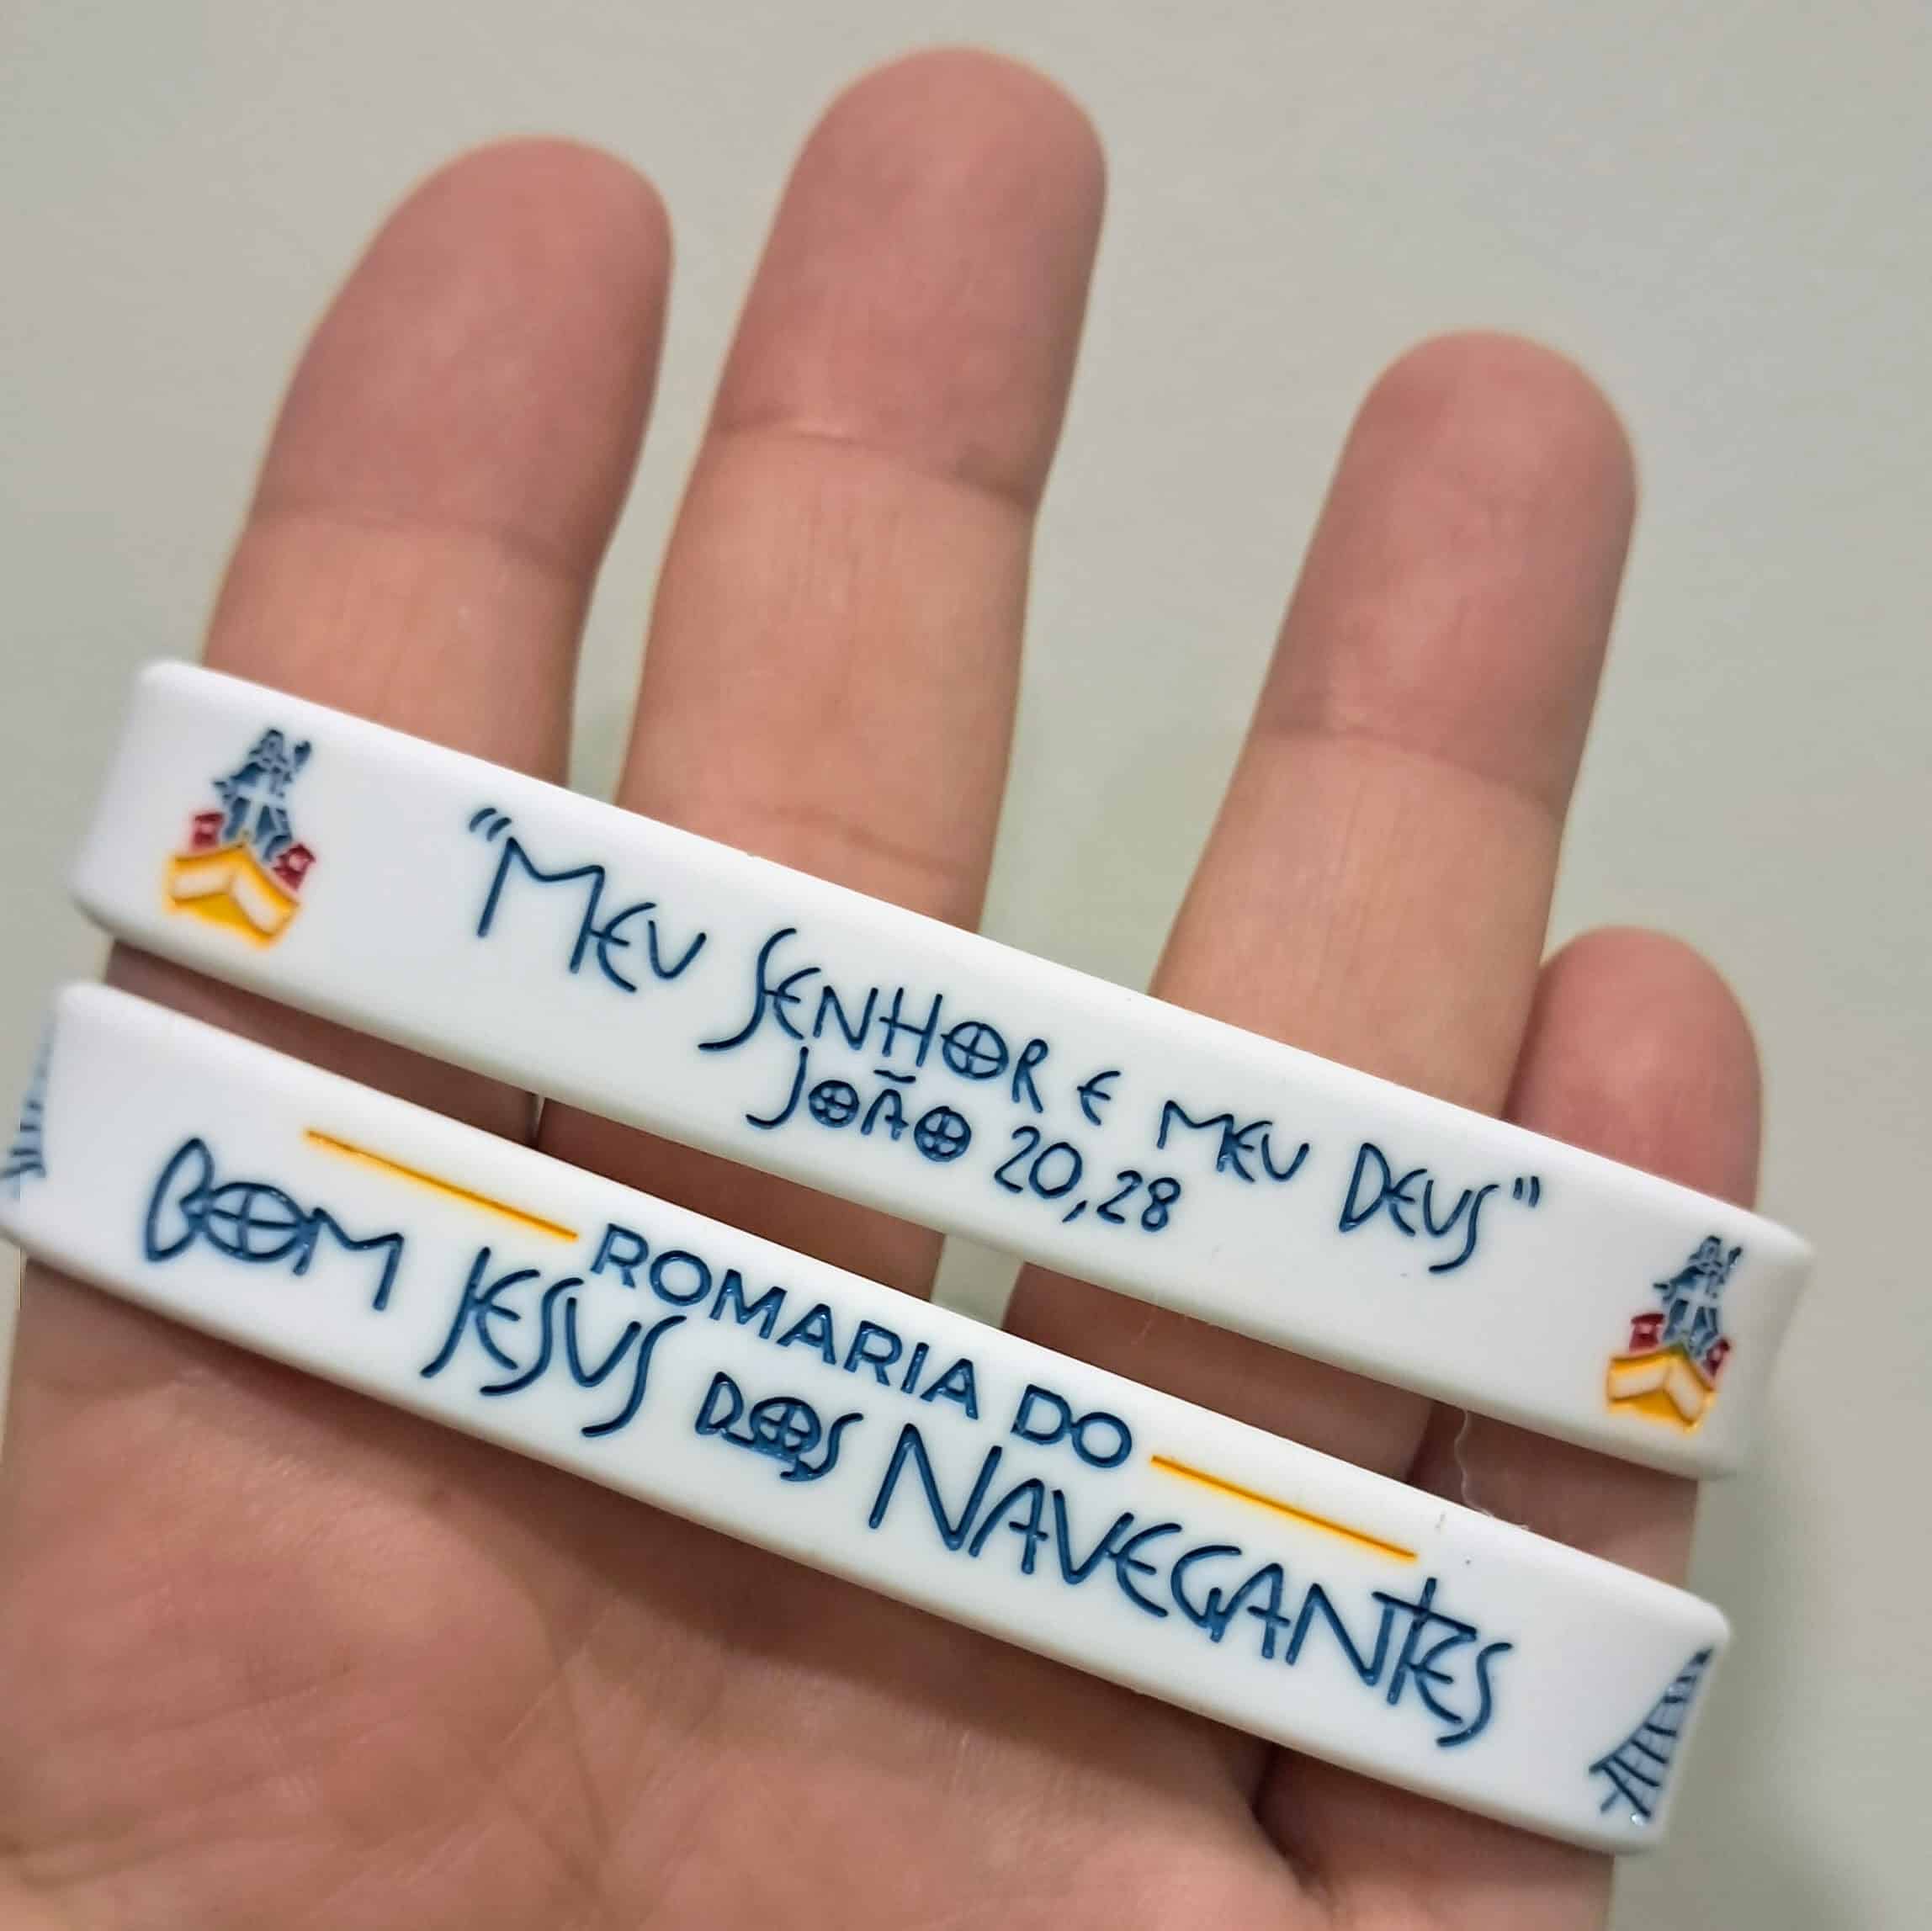 "MEU SENHOR E MEU DEUS"
JOÃO 20,28
ROMARIA DO
BOM JESUS DOS NAVEGANTES